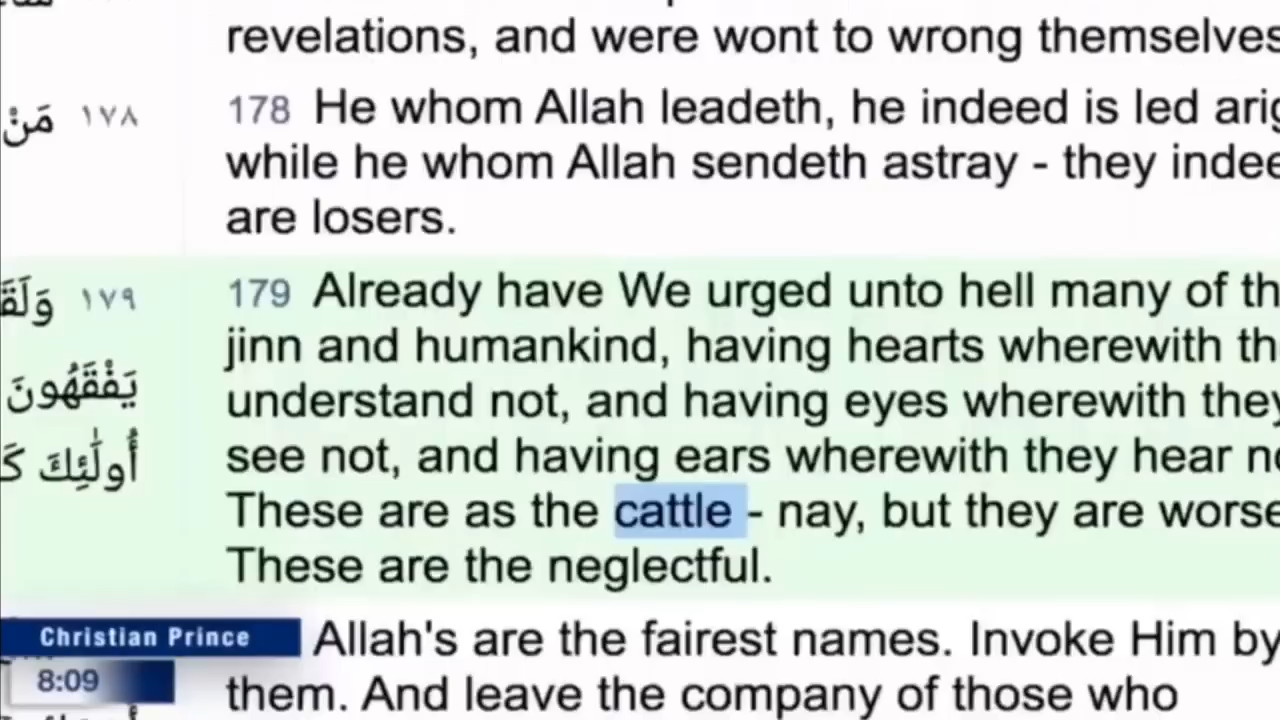 revelations, and were wont to wrong themselves
مَنْ ١٧٨ 178 He whom Allah leadeth, he indeed is led
while he whom Allah sendeth astray - they
are losers.
١٧٩ 179 Already have We urged unto hell many of
jinn and humankind, having hearts wherewith
يَفْقَهُونَ understand not, and having eyes wherewith they
see not, and having ears wherewith they hear
أُولَٰئِكَ These are as the cattle - nay, but they are worse
These are the neglectful.
Christian Prince Allah's are the fairest names. Invoke Him by
8:09 them. And leave the company of those who